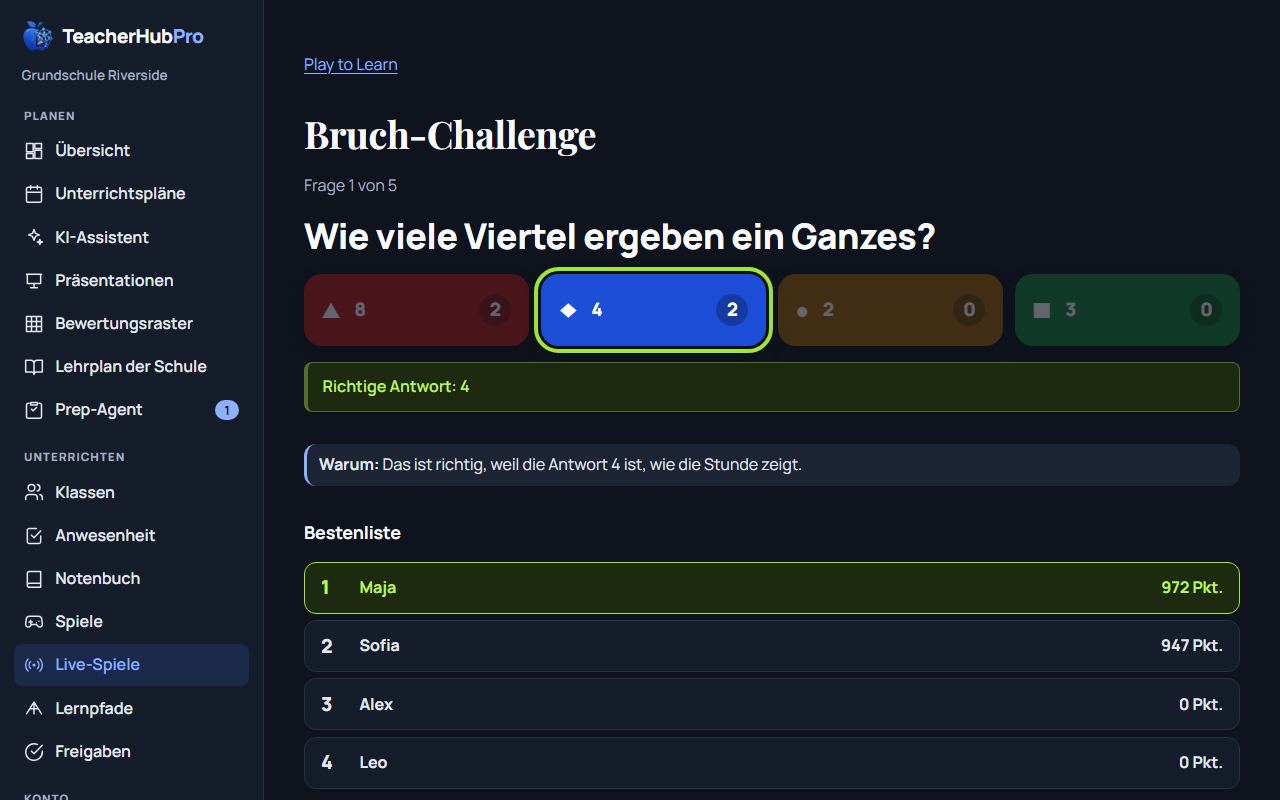 TeacherHubPro
Grundschule Riverside
PLANEN
Übersicht
Unterrichtspläne
KI-Assistent
Präsentationen
Bewertungsraster
Lehrplan der Schule
Prep-Agent 1
UNTERRICHTEN
Klassen
Anwesenheit
Notenbuch
Spiele
Live-Spiele
Lernpfade
Freigaben
KONTO
Play to Learn
Bruch-Challenge
Frage 1 von 5
Wie viele Viertel ergeben ein Ganzes?
8 2
4 2
2 0
3 0
Richtige Antwort: 4
Warum: Das ist richtig, weil die Antwort 4 ist, wie die Stunde zeigt.
Bestenliste
1 Maja 972 Pkt.
2 Sofia 947 Pkt.
3 Alex 0 Pkt.
4 Leo 0 Pkt.